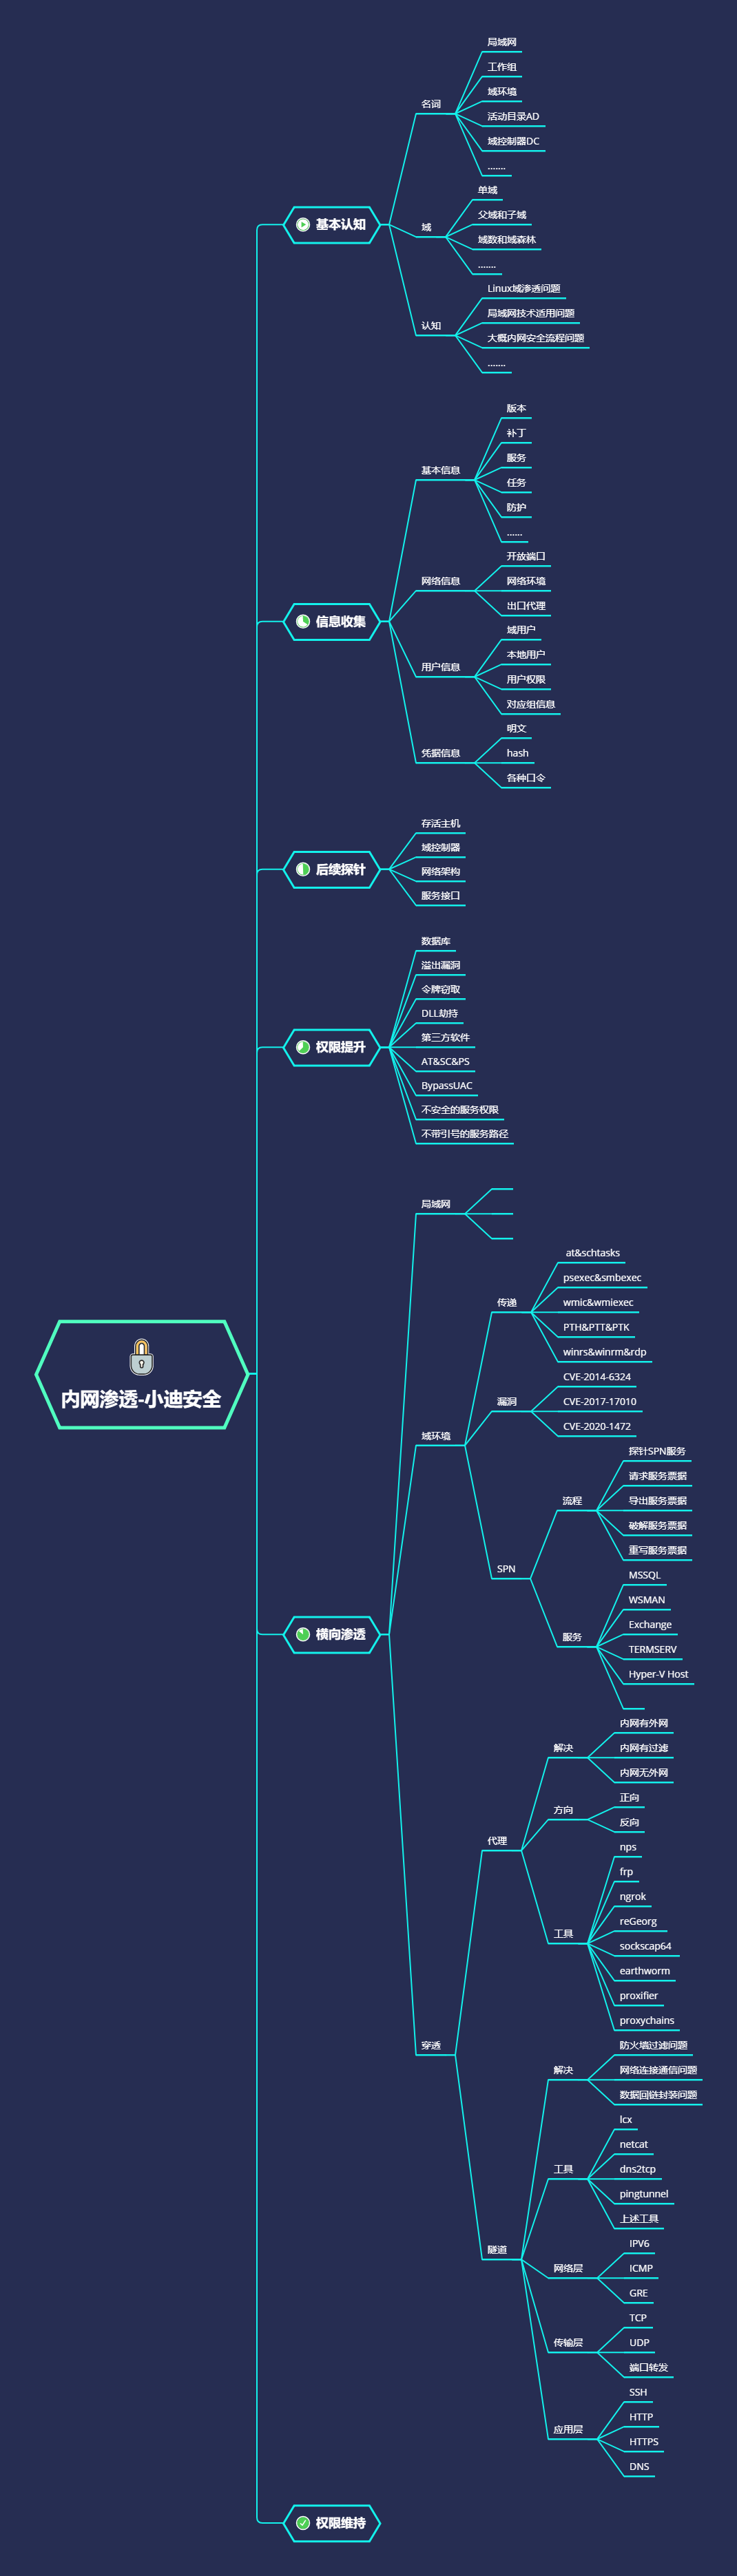 内网渗透-小迪安全
基本认知
名词
局域网
工作组
域环境
活动目录AD
域控制器DC
.......
域
单域
父域和子域
域数和域森林
.......
认知
Linux域渗透问题
局域网技术适用问题
大概内网安全流程问题
.......
信息收集
基本信息
版本
补丁
服务
任务
防护
......
网络信息
开放端口
网络环境
出口代理
用户信息
域用户
本地用户
用户权限
对应组信息
凭据信息
明文
hash
各种口令
后续探针
存活主机
域控制器
网络架构
服务接口
权限提升
数据库
溢出漏洞
令牌窃取
DLL劫持
第三方软件
AT&SC&PS
BypassUAC
不安全的服务权限
不带引号的服务路径
横向渗透
局域网
域环境
传递
at&schtasks
psexec&smbexec
wmic&wmiexec
PTH&PTT&PTK
winrs&winrm&rdp
漏洞
CVE-2014-6324
CVE-2017-17010
CVE-2020-1472
SPN
流程
探针SPN服务
请求服务票据
导出服务票据
破解服务票据
重写服务票据
服务
MSSQL
WSMAN
Exchange
TERMSERV
Hyper-V Host
穿透
代理
解决
内网有外网
内网有过滤
内网无外网
方向
正向
反向
工具
nps
frp
ngrok
reGeorg
sockscap64
earthworm
proxifier
proxychains
隧道
解决
防火墙过滤问题
网络连接通信问题
数据回链封装问题
工具
lcx
netcat
dns2tcp
pingtunnel
上述工具
网络层
IPV6
ICMP
GRE
传输层
TCP
UDP
端口转发
应用层
SSH
HTTP
HTTPS
DNS
权限维持